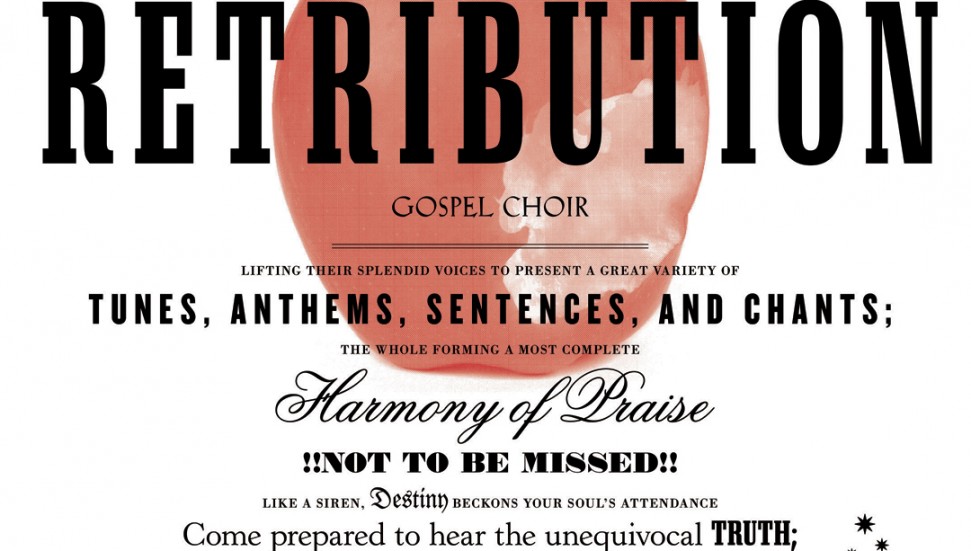 RETRIBUTION
GOSPEL CHOIR
LIFTING THEIR SPLENDID VOICES TO PRESENT A GREAT VARIETY OF
TUNES, ANTHEMS, SENTENCES, AND CHANTS;
THE WHOLE FORMING A MOST COMPLETE
Harmony of Praise
!!NOT TO BE MISSED!!
LIKE A SIREN, Destiny BECKONS YOUR SOUL'S ATTENDANCE
Come prepared to hear the unequivocal TRUTH;